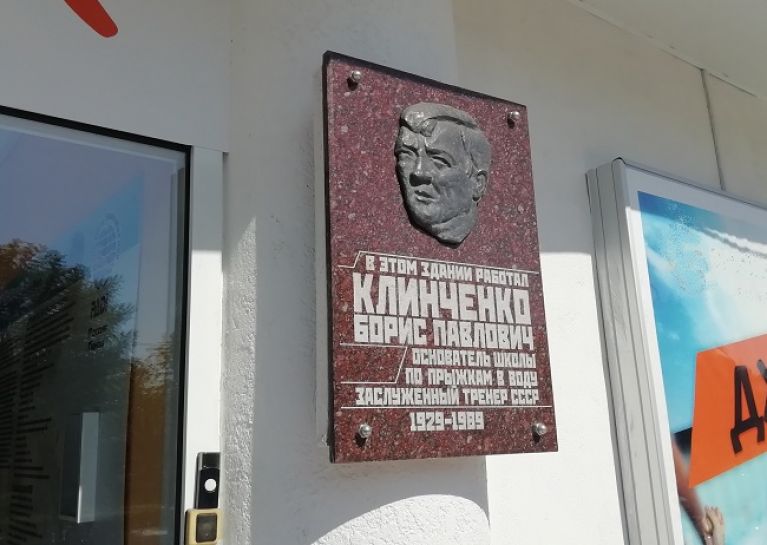 В ЭТОМ ЗДАНИИ РАБОТАЛ
КЛИНЧЕНКО
БОРИС ПАВЛОВИЧ
ОСНОВАТЕЛЬ ШКОЛЫ
ПО ПРЫЖКАМ В ВОДУ
ЗАСЛУЖЕННЫЙ ТРЕНЕР СССР
1929-1989